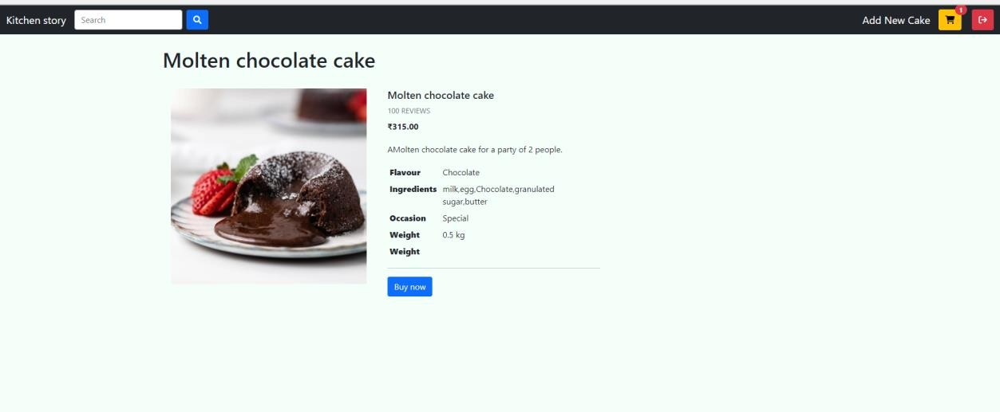 Kitchen story Search Add New Cake 1
Molten chocolate cake
Molten chocolate cake
100 REVIEWS
₹315.00
AMolten chocolate cake for a party of 2 people.
Flavour Chocolate
Ingredients milk,egg,Chocolate,granulated
sugar,butter
Occasion Special
Weight 0.5 kg
Weight
Buy now